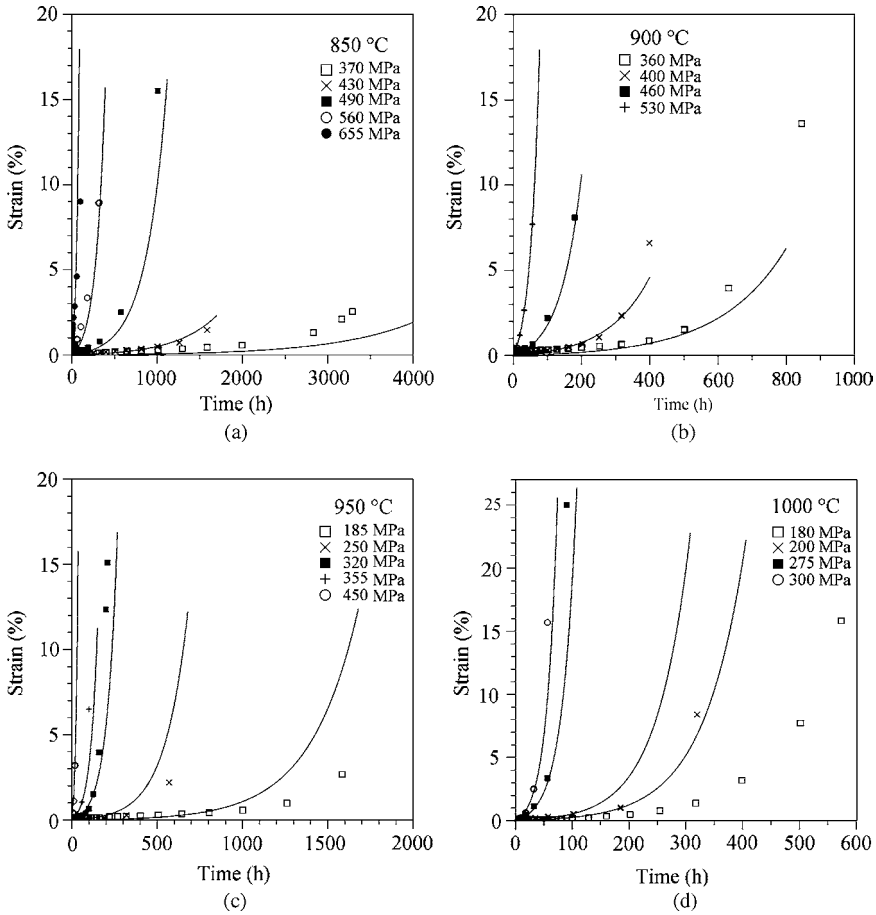 20
15
10
5
0
Strain (%)
850 °C
370 MPa
430 MPa
490 MPa
560 MPa
655 MPa
0 1000 2000 3000 4000
Time (h)
(a)
20
15
10
5
0
Strain (%)
900 °C
360 MPa
400 MPa
460 MPa
530 MPa
0 200 400 600 800 1000
Time (h)
(b)
20
15
10
5
0
Strain (%)
950 °C
185 MPa
250 MPa
320 MPa
355 MPa
450 MPa
0 500 1000 1500 2000
Time (h)
(c)
25
20
15
10
5
0
Strain (%)
1000 °C
180 MPa
200 MPa
275 MPa
300 MPa
0 100 200 300 400 500 600
Time (h)
(d)